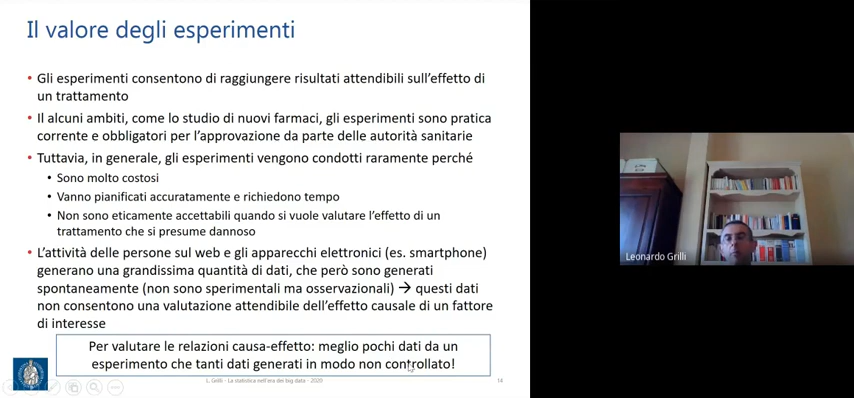 Il valore degli esperimenti
• Gli esperimenti consentono di raggiungere risultati attendibili sull'effetto di
un trattamento
• Il alcuni ambiti, come lo studio di nuovi farmaci, gli esperimenti sono pratica
corrente e obbligatori per l'approvazione da parte delle autorità sanitarie
• Tuttavia, in generale, gli esperimenti vengono condotti raramente perché
• Sono molto costosi
• Vanno pianificati accuratamente e richiedono tempo
• Non sono eticamente accettabili quando si vuole valutare l'effetto di un
trattamento che si presume dannoso
• L'attività delle persone sul web e gli apparecchi elettronici (es. smartphone)
generano una grandissima quantità di dati, che però sono generati
spontaneamente (non sono sperimentali ma osservazionali) → questi dati
non consentono una valutazione attendibile dell'effetto causale di un fattore
di interesse
Per valutare le relazioni causa-effetto: meglio pochi dati da un
esperimento che tanti dati generati in modo non controllato!
L. Grilli - La statistica nell'era dei big data - 2020
14
Leonardo Grilli